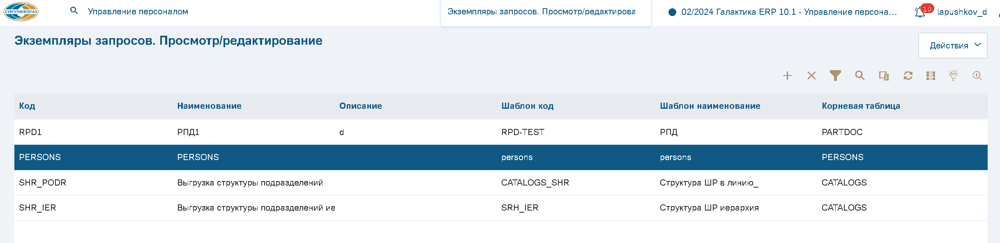 СУРГУТНЕФТЕГАЗ
Управление персоналом
Экземпляры запросов. Просмотр/редактирова
02/2024 Галактика ERP 10.1 - Управление персона...
10
lapushkov_d
Экземпляры запросов. Просмотр/редактирование
Действия
Код Наименование Описание Шаблон код Шаблон наименование Корневая таблица
RPD1 РПД1 d RPD-TEST РПД PARTDOC
PERSONS PERSONS persons persons PERSONS
SHR_PODR Выгрузка структуры подразделений CATALOGS_SHR Структура ШР в линию_ CATALOGS
SHR_IER Выгрузка структуры подразделений ие SRH_IER Структура ШР иерархия CATALOGS